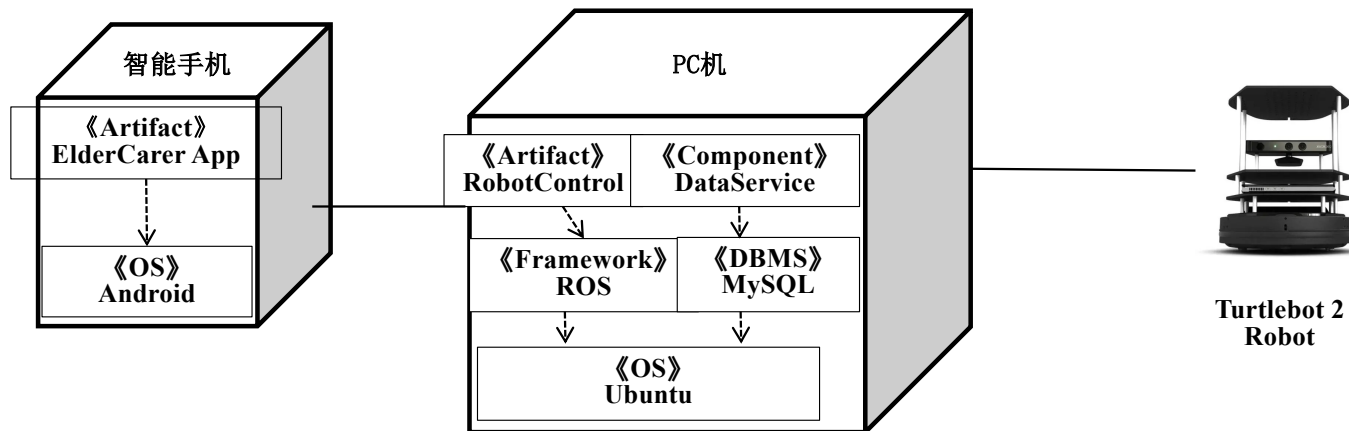 智能手机
《Artifact》
ElderCarer App
《OS》
Android
PC机
《Artifact》
RobotControl
《Component》
DataService
《Framework》
ROS
《DBMS》
MySQL
《OS》
Ubuntu
Turtlebot 2
Robot